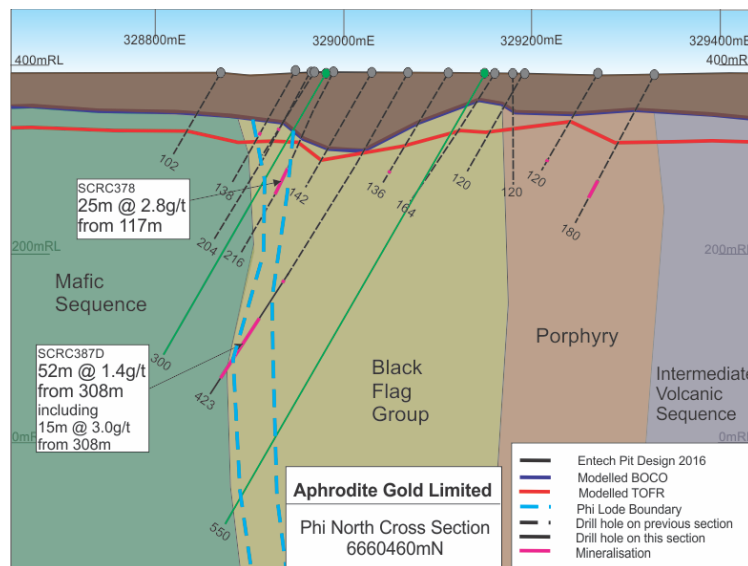 328800mE
329000mE
329200mE
329400mE
400mRL
400mRL
102
138
142
136
164
120
120
120
180
204
216
SCRC378
25m @ 2.8g/t
from 117m
200mRL
200mRL
Mafic
Sequence
SCRC387D
52m @ 1.4g/t
from 308m
including
15m @ 3.0g/t
from 308m
300
423
550
Black
Flag
Group
Porphyry
Intermediate
Volcanic
Sequence
0mRL
0mRL
Aphrodite Gold Limited
Phi North Cross Section
6660460mN
Entech Pit Design 2016
Modelled BOCO
Modelled TOFR
Phi Lode Boundary
Drill hole on previous section
Drill hole on this section
Mineralisation